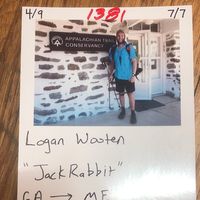 4/9 1381 7/7
APPALACHIAN TRAIL
CONSERVANCY
Logan Wooten
"JackRabbit"
GA → ME